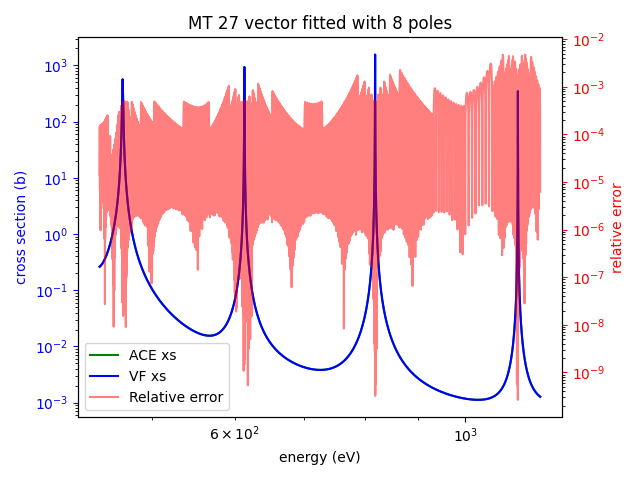 MT 27 vector fitted with 8 poles
cross section (b)
10³
10²
10¹
10⁰
10⁻¹
10⁻²
10⁻³
10⁻²
10⁻³
10⁻⁴
10⁻⁵
10⁻⁶
10⁻⁷
10⁻⁸
10⁻⁹
relative error
ACE xs
VF xs
Relative error
6 × 10² 10³
energy (eV)